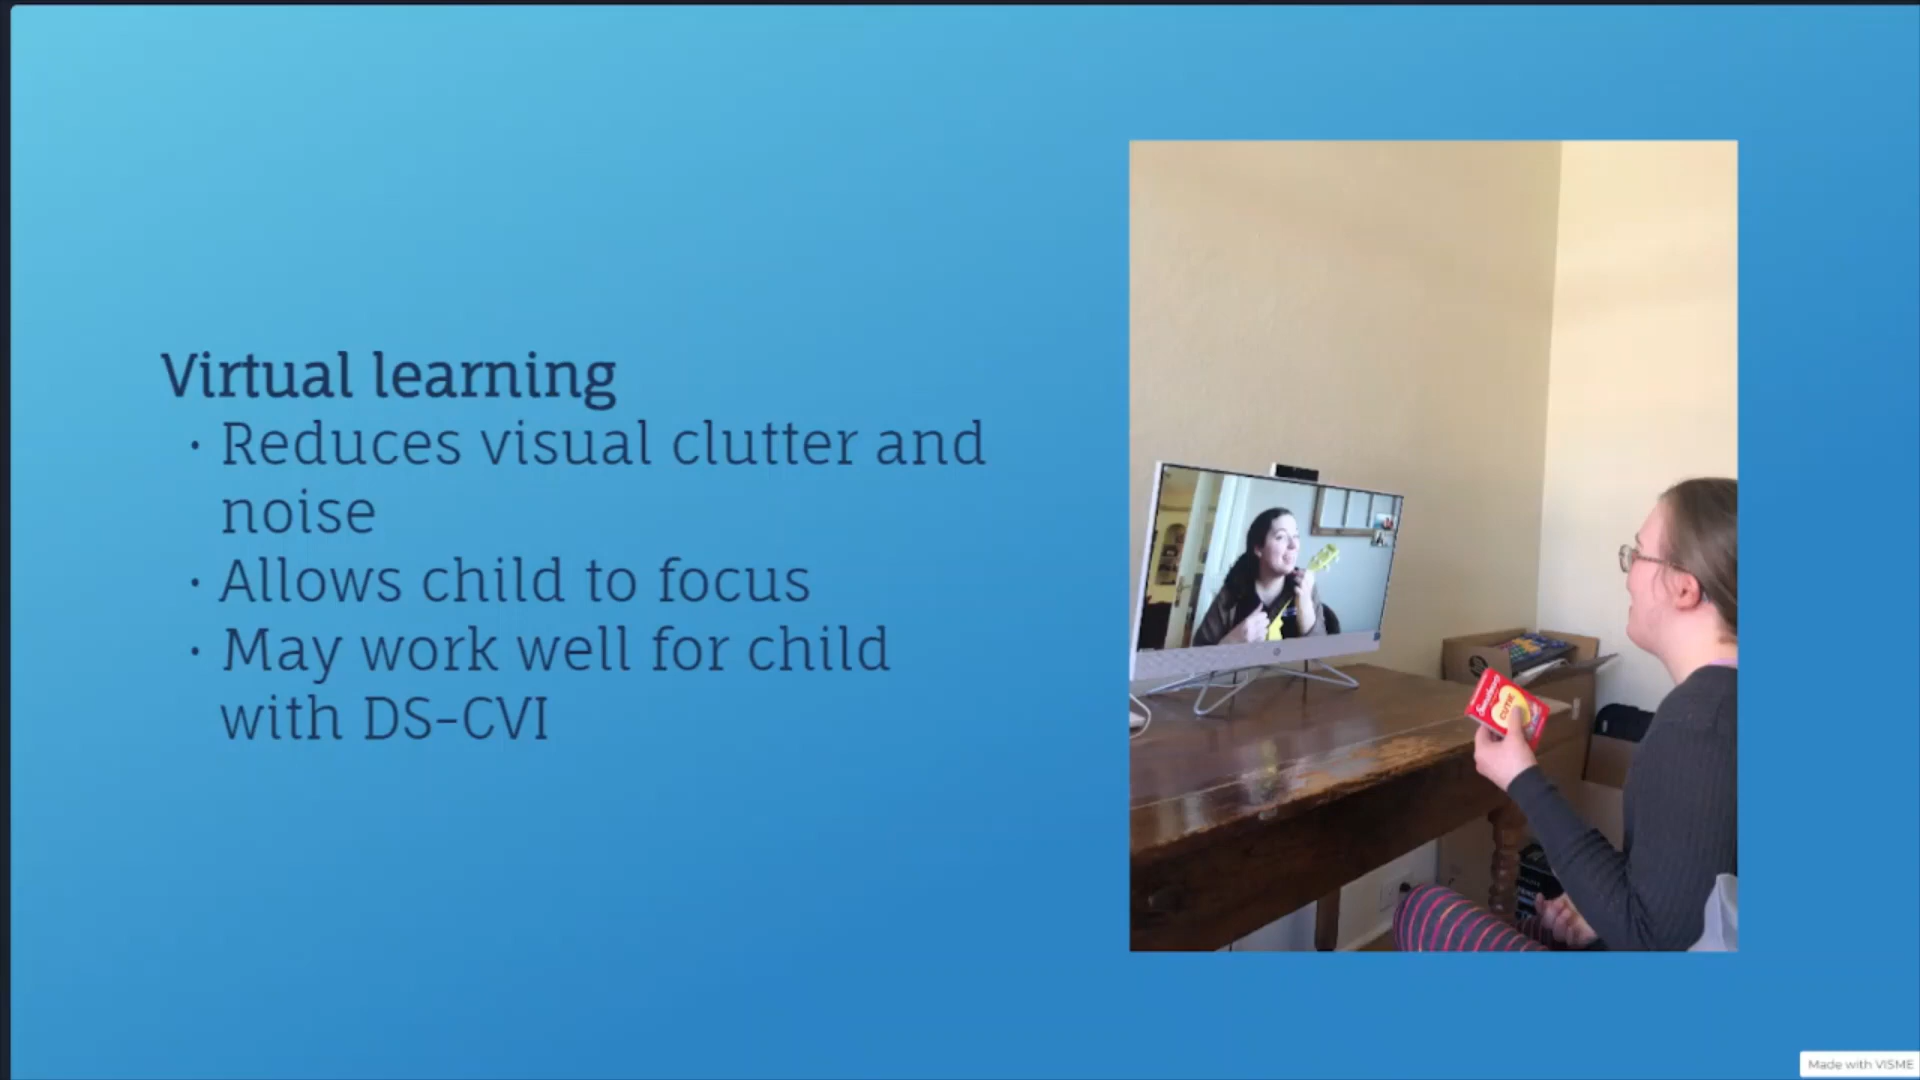 Virtual learning
· Reduces visual clutter and
noise
· Allows child to focus
· May work well for child
with DS-CVI
CUTIE
Made with VISME